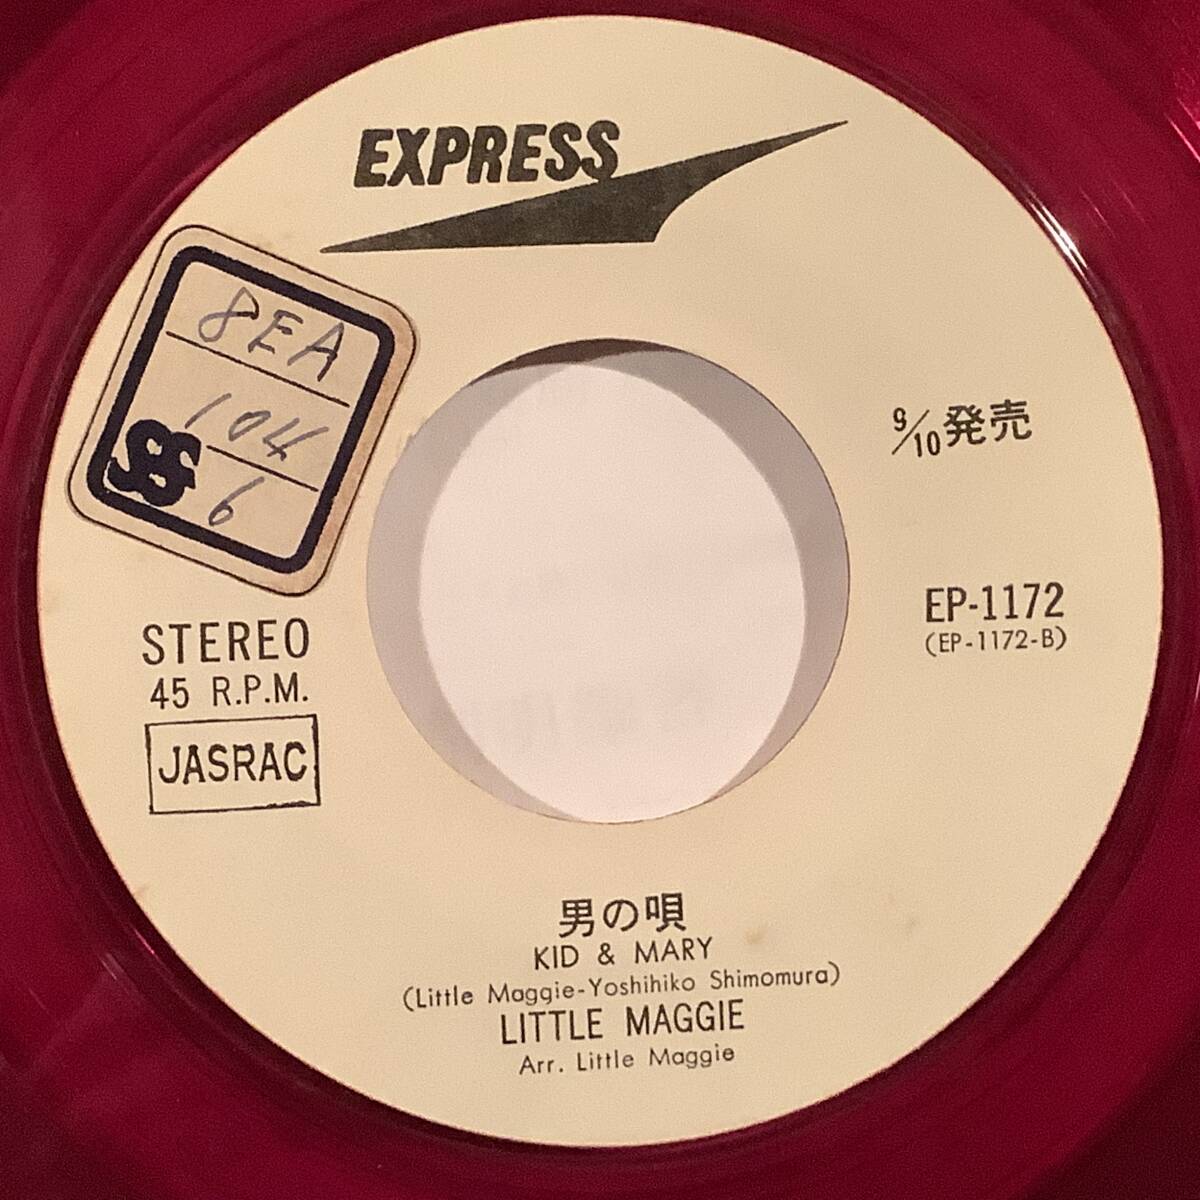 EXPRESS
8EA
104
6
9/10発売
EP-1172
(EP-1172-B)
STEREO
45 R.P.M.
JASRAC
男の唄
KID & MARY
(Little Maggie-Yoshihiko Shimomura)
LITTLE MAGGIE
Arr. Little Maggie